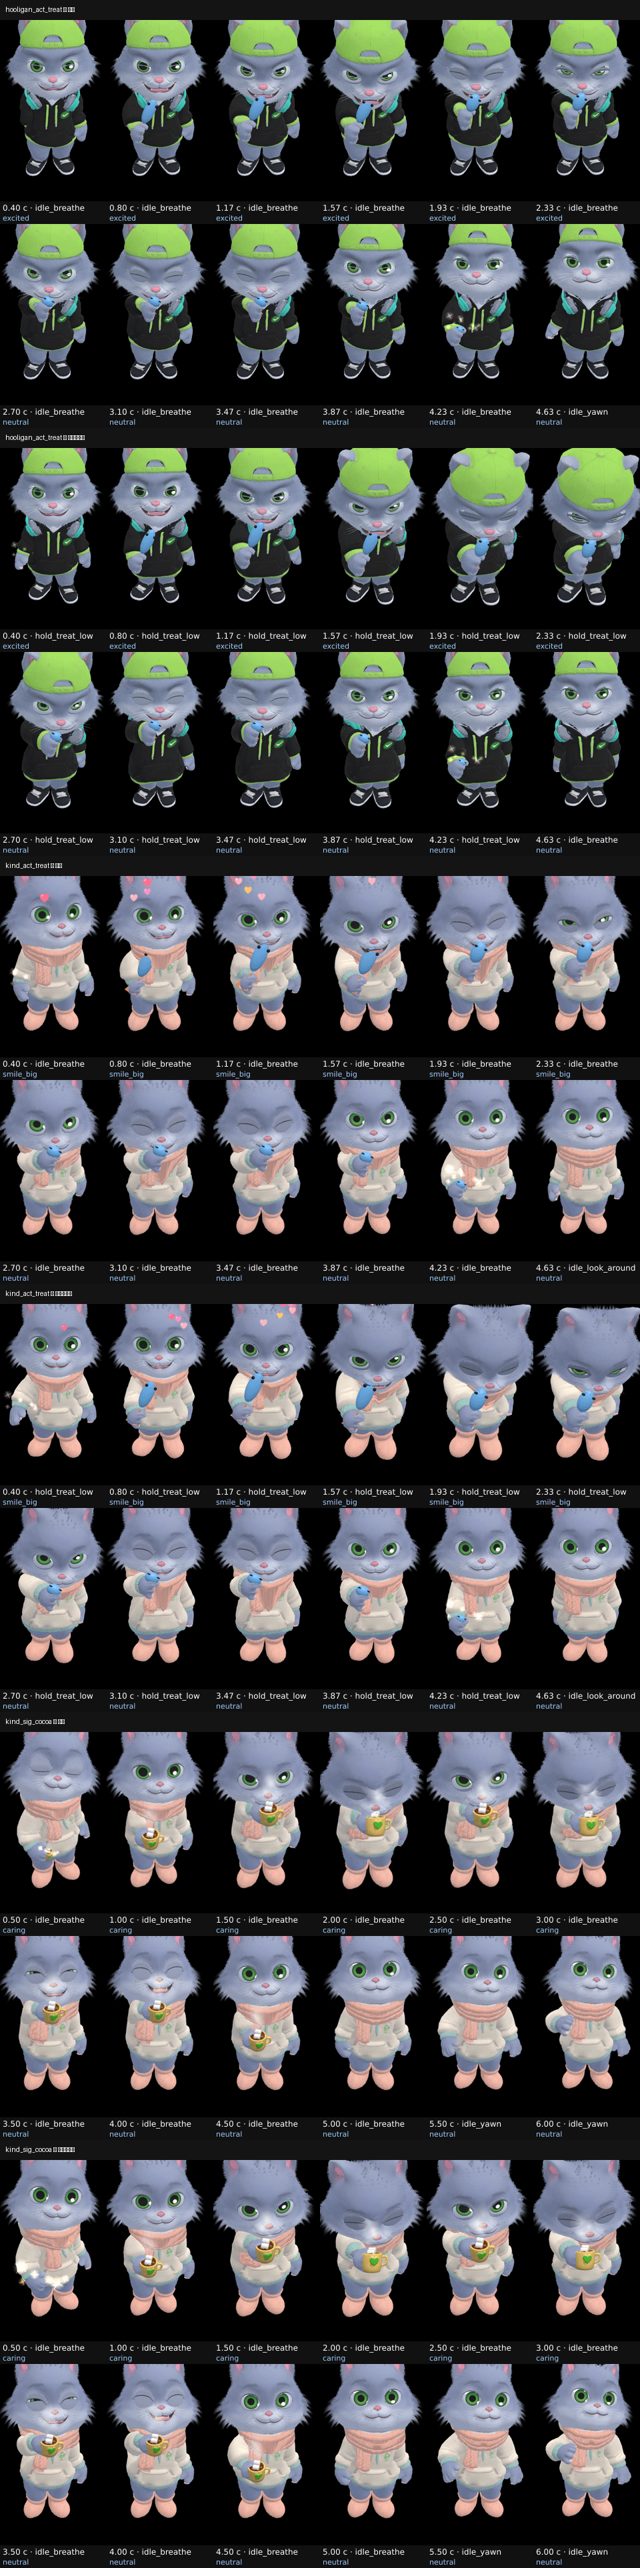 hooligan_act_treat
0.40 c · idle_breathe 0.80 c · idle_breathe 1.17 c · idle_breathe 1.57 c · idle_breathe 1.93 c · idle_breathe 2.33 c · idle_breathe
excited excited excited excited excited excited
2.70 c · idle_breathe 3.10 c · idle_breathe 3.47 c · idle_breathe 3.87 c · idle_breathe 4.23 c · idle_breathe 4.63 c · idle_yawn
neutral neutral neutral neutral neutral neutral
hooligan_act_treat
0.40 c · hold_treat_low 0.80 c · hold_treat_low 1.17 c · hold_treat_low 1.57 c · hold_treat_low 1.93 c · hold_treat_low 2.33 c · hold_treat_low
excited excited excited excited excited excited
2.70 c · hold_treat_low 3.10 c · hold_treat_low 3.47 c · hold_treat_low 3.87 c · hold_treat_low 4.23 c · hold_treat_low 4.63 c · idle_breathe
neutral neutral neutral neutral neutral neutral
kind_act_treat
0.40 c · idle_breathe 0.80 c · idle_breathe 1.17 c · idle_breathe 1.57 c · idle_breathe 1.93 c · idle_breathe 2.33 c · idle_breathe
smile_big smile_big smile_big smile_big smile_big smile_big
2.70 c · idle_breathe 3.10 c · idle_breathe 3.47 c · idle_breathe 3.87 c · idle_breathe 4.23 c · idle_breathe 4.63 c · idle_look_around
neutral neutral neutral neutral neutral neutral
kind_act_treat
0.40 c · hold_treat_low 0.80 c · hold_treat_low 1.17 c · hold_treat_low 1.57 c · hold_treat_low 1.93 c · hold_treat_low 2.33 c · hold_treat_low
smile_big smile_big smile_big smile_big smile_big smile_big
2.70 c · hold_treat_low 3.10 c · hold_treat_low 3.47 c · hold_treat_low 3.87 c · hold_treat_low 4.23 c · hold_treat_low 4.63 c · idle_look_around
neutral neutral neutral neutral neutral neutral
kind_sig_cocoa
0.50 c · idle_breathe 1.00 c · idle_breathe 1.50 c · idle_breathe 2.00 c · idle_breathe 2.50 c · idle_breathe 3.00 c · idle_breathe
caring caring caring caring caring caring
3.50 c · idle_breathe 4.00 c · idle_breathe 4.50 c · idle_breathe 5.00 c · idle_breathe 5.50 c · idle_yawn 6.00 c · idle_yawn
neutral neutral neutral neutral neutral neutral
kind_sig_cocoa
0.50 c · idle_breathe 1.00 c · idle_breathe 1.50 c · idle_breathe 2.00 c · idle_breathe 2.50 c · idle_breathe 3.00 c · idle_breathe
caring caring caring caring caring caring
3.50 c · idle_breathe 4.00 c · idle_breathe 4.50 c · idle_breathe 5.00 c · idle_breathe 5.50 c · idle_yawn 6.00 c · idle_yawn
neutral neutral neutral neutral neutral neutral